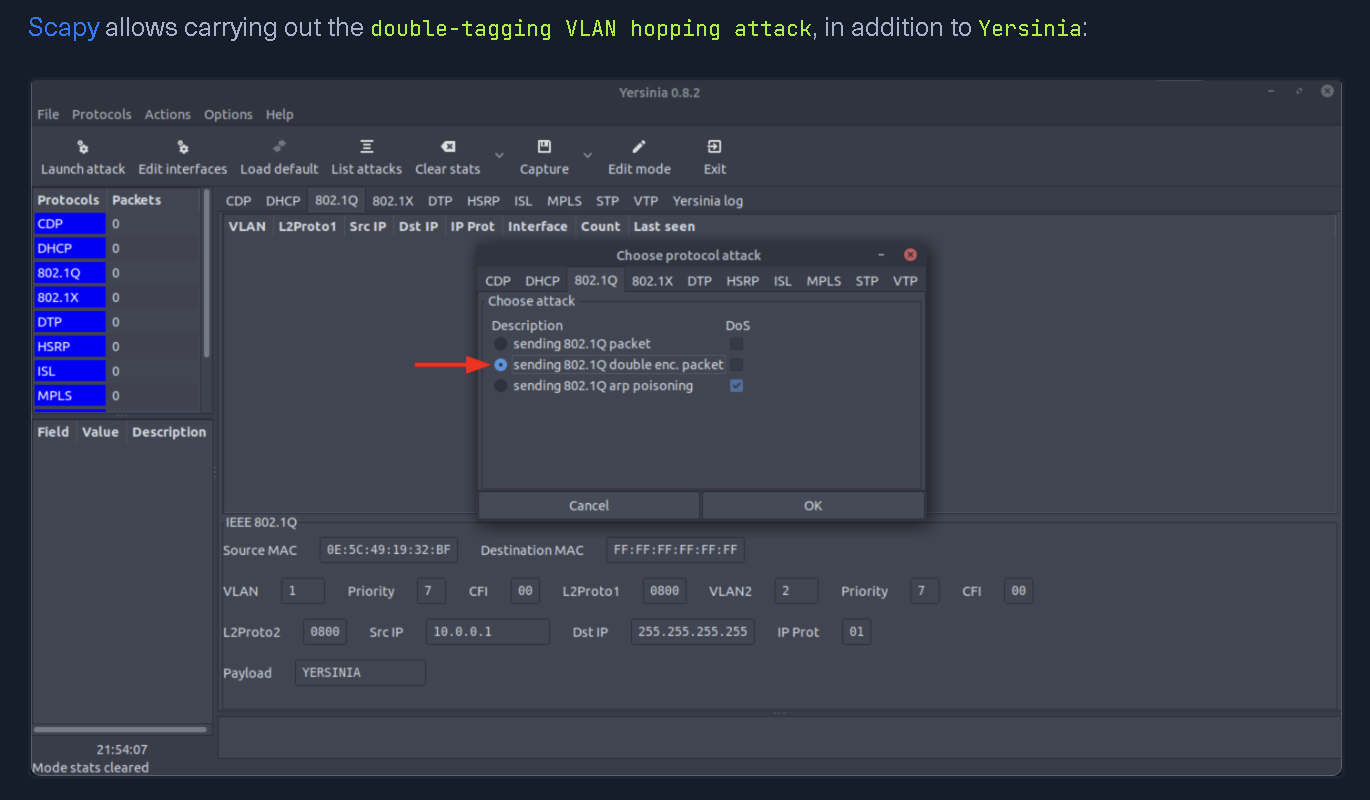 Scapy allows carrying out the double-tagging VLAN hopping attack, in addition to Yersinia:
Yersinia 0.8.2
File Protocols Actions Options Help
Launch attack Edit interfaces Load default List attacks Clear stats Capture Edit mode Exit
Protocols Packets
CDP 0
DHCP 0
802.1Q 0
802.1X 0
DTP 0
HSRP 0
ISL 0
MPLS 0
Field Value Description
21:54:07
Mode stats cleared
CDP DHCP 802.1Q 802.1X DTP HSRP ISL MPLS STP VTP Yersinia log
VLAN L2Proto1 Src IP Dst IP IP Prot Interface Count Last seen
Choose protocol attack
CDP DHCP 802.1Q 802.1X DTP HSRP ISL MPLS STP VTP
Choose attack
Description DoS
sending 802.1Q packet
sending 802.1Q double enc. packet
sending 802.1Q arp poisoning
Cancel OK
IEEE 802.1Q
Source MAC 0E:5C:49:19:32:BF Destination MAC FF:FF:FF:FF:FF:FF
VLAN 1 Priority 7 CFI 00 L2Proto1 0800 VLAN2 2 Priority 7 CFI 00
L2Proto2 0800 Src IP 10.0.0.1 Dst IP 255.255.255.255 IP Prot 01
Payload YERSINIA